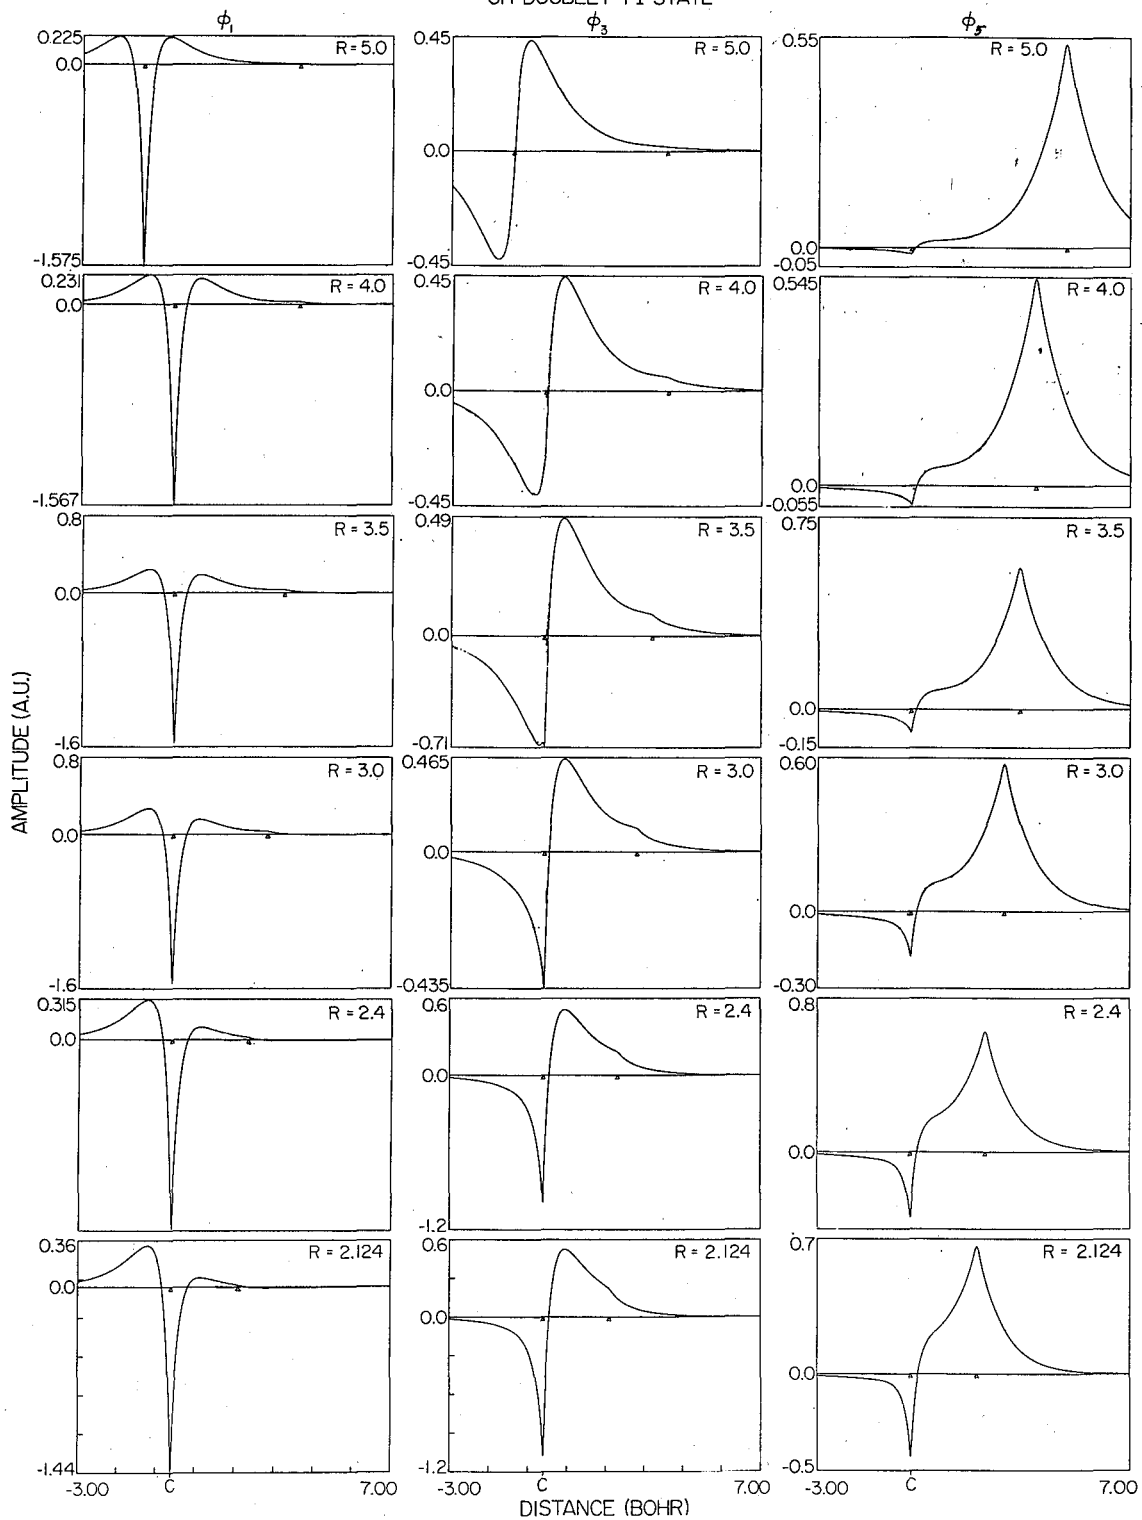 ϕ₁ ϕ₃ ϕ₅
0.225 R = 5.0 0.45 R = 5.0 0.55 R = 5.0
0.0 0.0 0.0
-1.575 -0.45 -0.05
0.231 R = 4.0 0.45 R = 4.0 0.545 R = 4.0
0.0 0.0 0.0
-1.567 -0.45 -0.055
0.8 R = 3.5 0.49 R = 3.5 0.75 R = 3.5
0.0 0.0 0.0
-1.6 -0.71 -0.15
0.8 R = 3.0 0.465 R = 3.0 0.60 R = 3.0
0.0 0.0 0.0
-1.6 -0.435 -0.30
0.315 R = 2.4 0.6 R = 2.4 0.8 R = 2.4
0.0 0.0 0.0
-1.2
0.36 R = 2.124 0.6 R = 2.124 0.7 R = 2.124
0.0 0.0 0.0
-1.44 -1.2 -0.5
-3.00 C 7.00 -3.00 C 7.00 -3.00 C 7.00
DISTANCE (BOHR)
AMPLITUDE (A.U.)